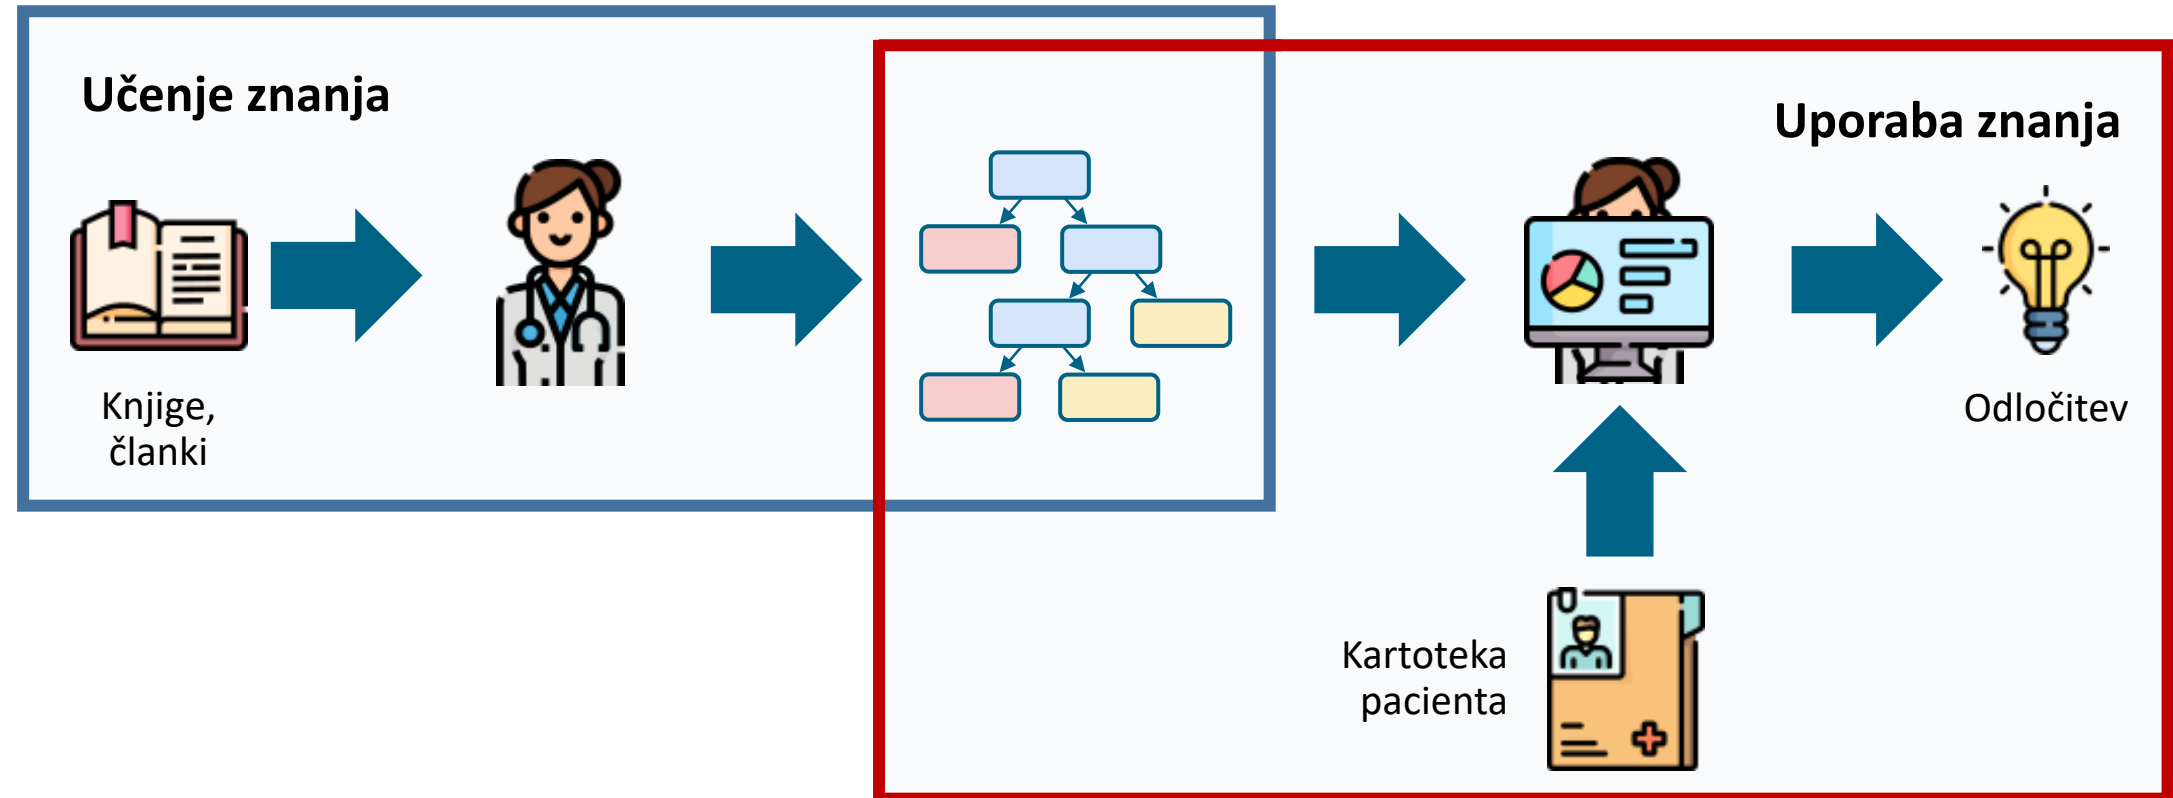 Učenje znanja
Uporaba znanja
Knjige,
članki
Odločitev
Kartoteka
pacienta